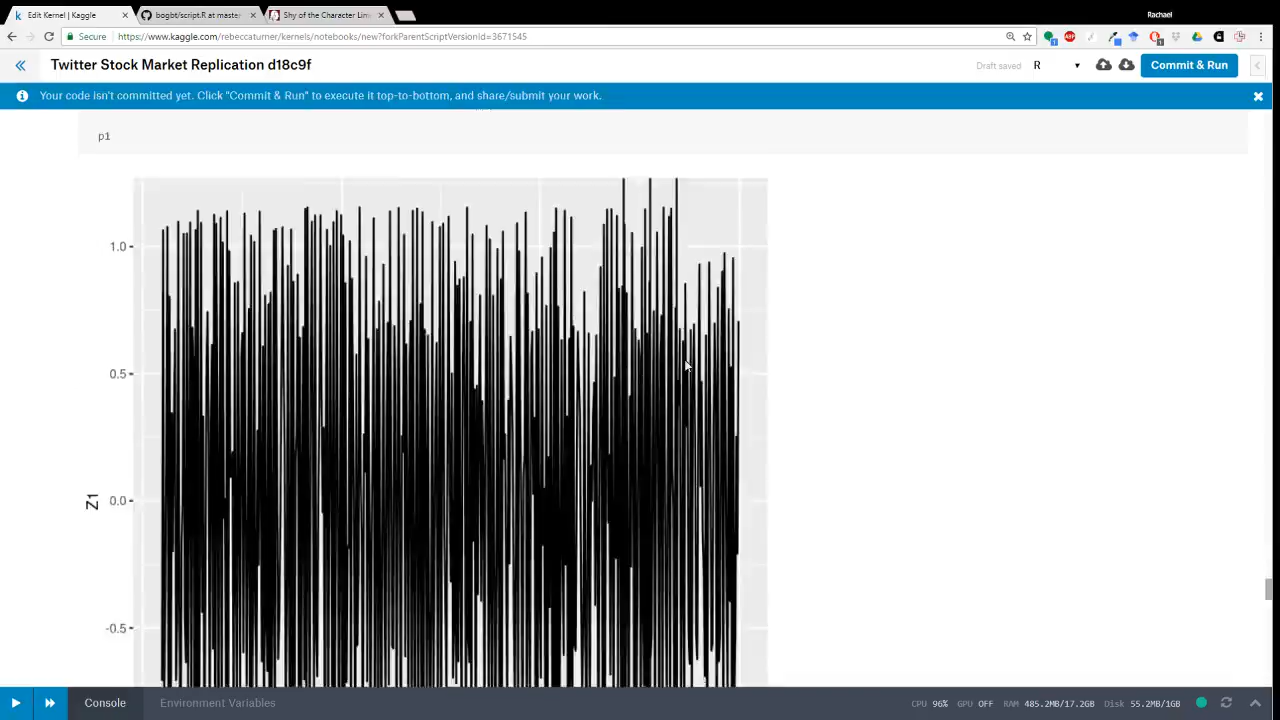 Edit Kernel | Kaggle
bogbt/script.R at master
Shy of the Character Lim
Rachael
Secure
https://www.kaggle.com/rebeccaturner/kernels/notebooks/new?forkParentScriptVersionId=3671545
Twitter Stock Market Replication d18c9f
Draft saved
R
Commit & Run
Your code isn't committed yet. Click "Commit & Run" to execute it top-to-bottom, and share/submit your work.
p1
1.0
0.5
Z1
0.0
-0.5
Console
Environment Variables
CPU 96%
GPU OFF
RAM 485.2MB/17.2GB
Disk 55.2MB/1GB